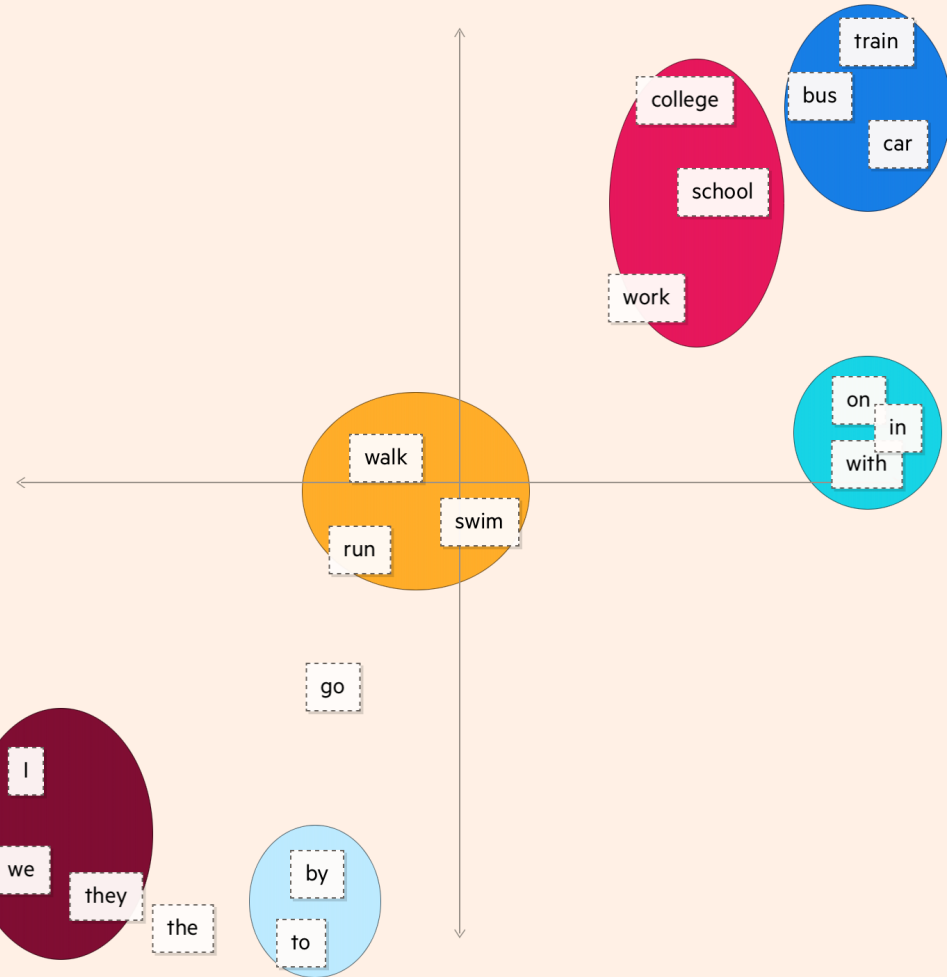 train
college
bus
car
school
work
on
in
walk
with
swim
run
go
I
we
they
by
the
to